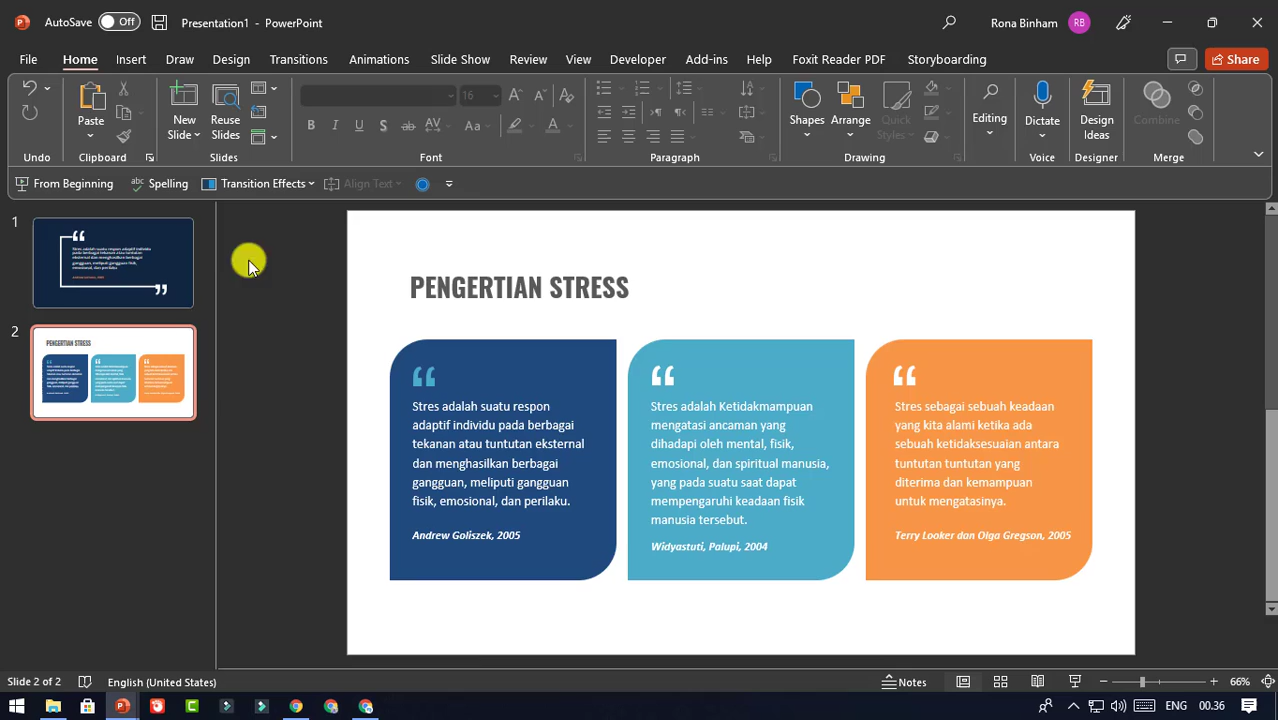 AutoSave Off Presentation1 - PowerPoint Rona Binham RB
File Home Insert Draw Design Transitions Animations Slide Show Review View Developer Add-ins Help Foxit Reader PDF Storyboarding Share
Paste New Slide Reuse Slides 16 Shapes Arrange Quick Styles Editing Dictate Design Ideas Combine
Undo Clipboard Slides Font Paragraph Drawing Voice Designer Merge
From Beginning Spelling Transition Effects Align Text
1
2
PENGERTIAN STRESS
“
Stres adalah suatu respon
adaptif individu pada berbagai
tekanan atau tuntutan eksternal
dan menghasilkan berbagai
gangguan, meliputi gangguan
fisik, emosional, dan perilaku.
Andrew Goliszek, 2005
“
Stres adalah Ketidakmampuan
mengatasi ancaman yang
dihadapi oleh mental, fisik,
emosional, dan spiritual manusia,
yang pada suatu saat dapat
mempengaruhi keadaan fisik
manusia tersebut.
Widyastuti, Palupi, 2004
“
Stres sebagai sebuah keadaan
yang kita alami ketika ada
sebuah ketidaksesuaian antara
tuntutan tuntutan yang
diterima dan kemampuan
untuk mengatasinya.
Terry Looker dan Olga Gregson, 2005
Slide 2 of 2 English (United States) Notes 66%
ENG 00.36